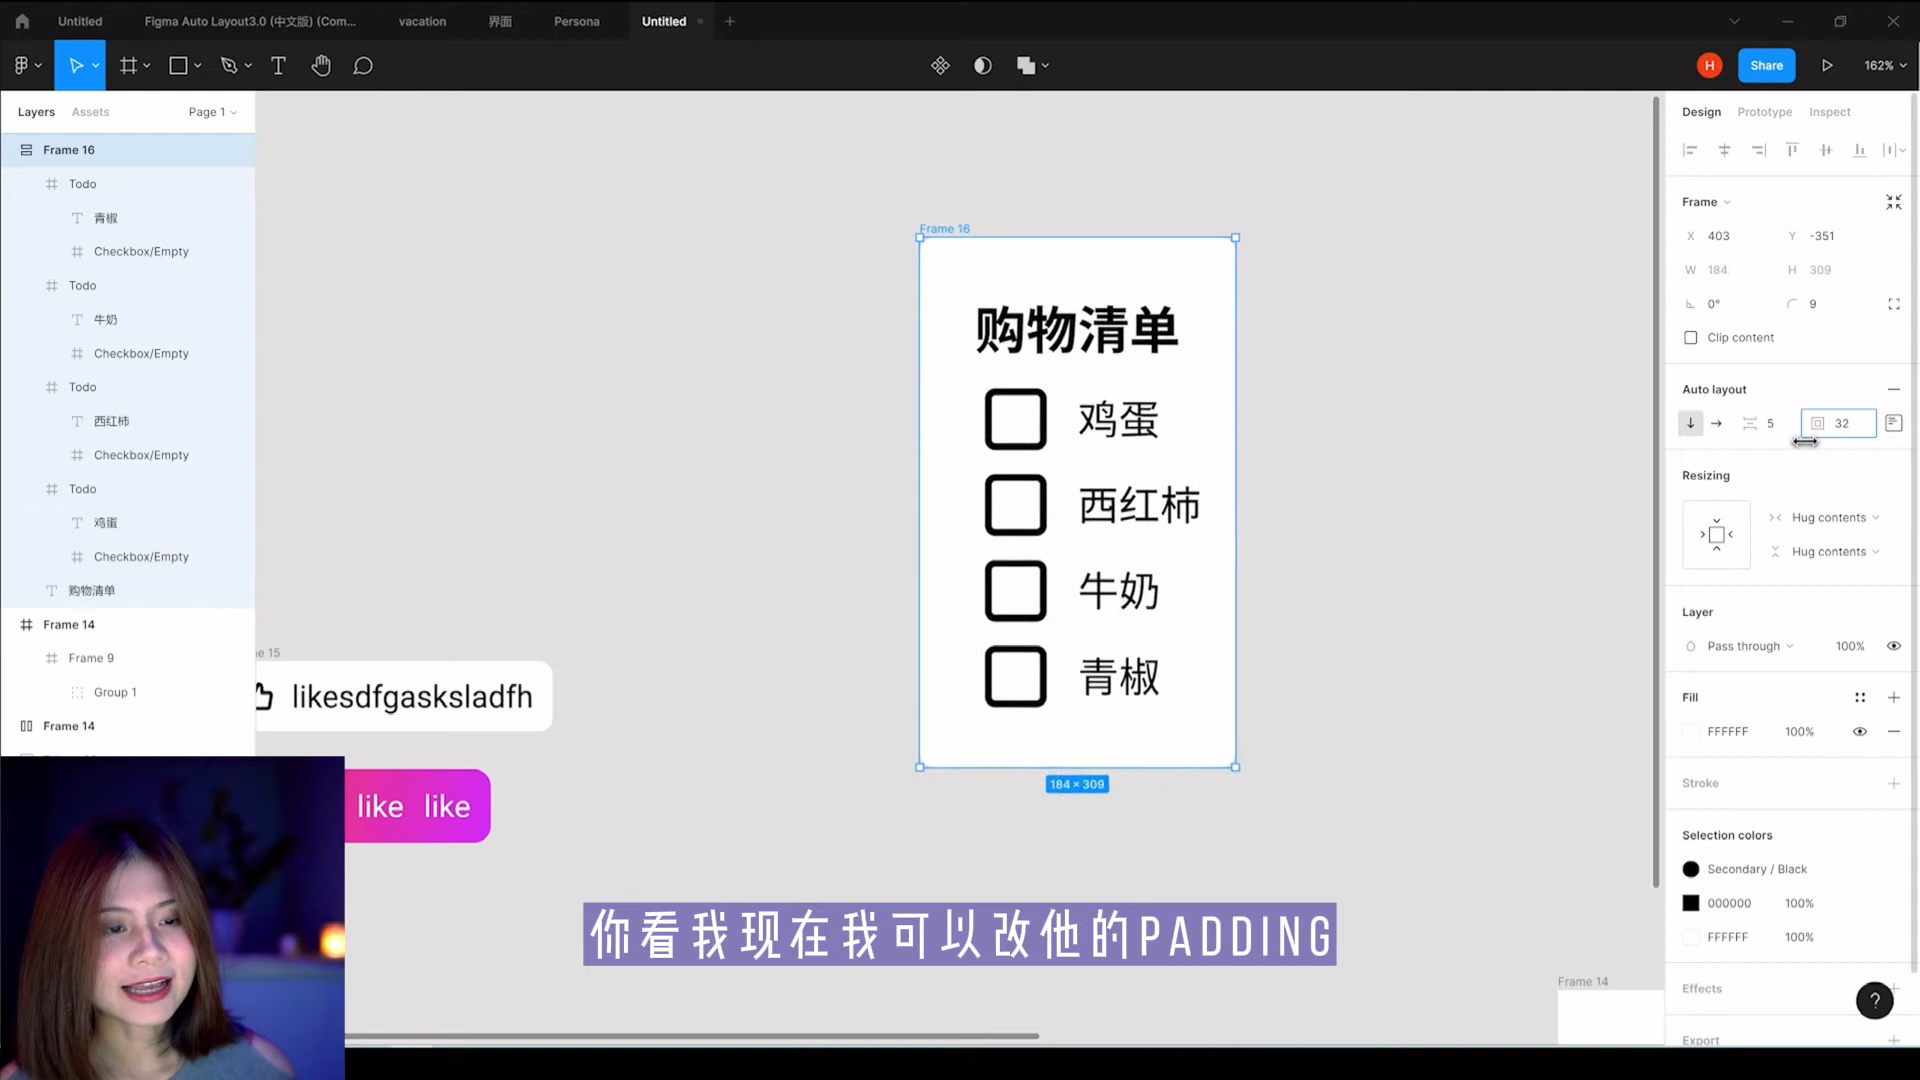 Untitled
Figma Auto Layout3.0 (中文版) (Com...
vacation
界面
Persona
Untitled
H
Share
162%
Layers
Assets
Page 1
Frame 16
Todo
青椒
Checkbox/Empty
Todo
牛奶
Checkbox/Empty
Todo
西红柿
Checkbox/Empty
Todo
鸡蛋
Checkbox/Empty
购物清单
Frame 14
Frame 9
Group 1
Frame 14
Frame 16
购物清单
鸡蛋
西红柿
牛奶
青椒
184 × 309
e 15
likesdfgasksladfh
like like
Frame 14
Design
Prototype
Inspect
Frame
X 403
Y -351
W 184
H 309
0°
9
Clip content
Auto layout
5
32
Resizing
Hug contents
Hug contents
Layer
Pass through
100%
Fill
FFFFFF
100%
Stroke
Selection colors
Secondary / Black
000000
100%
FFFFFF
100%
Effects
?
Export
你看我现在我可以改他的PADDING